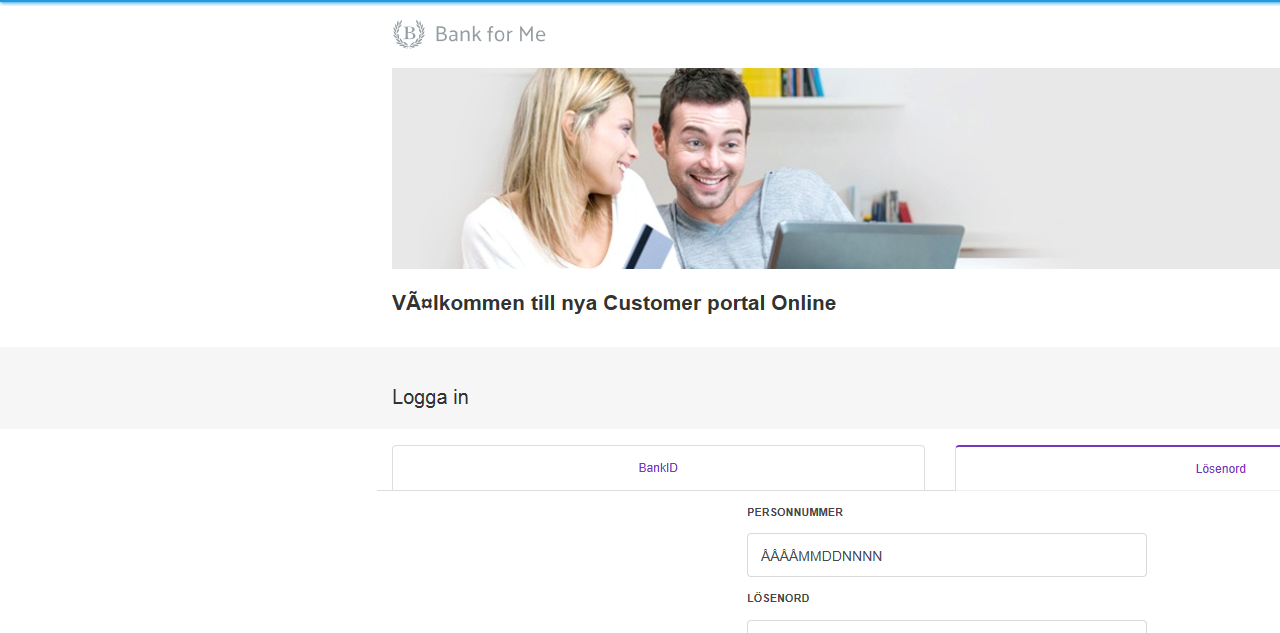 B Bank for Me
VÃ¤lkommen till nya Customer portal Online
Logga in
BankID
Lösenord
PERSONNUMMER
ÅÅÅÅMMDDNNNN
LÖSENORD